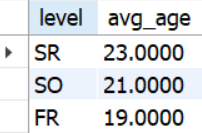 level avg_age
SR 23.0000
SO 21.0000
FR 19.0000